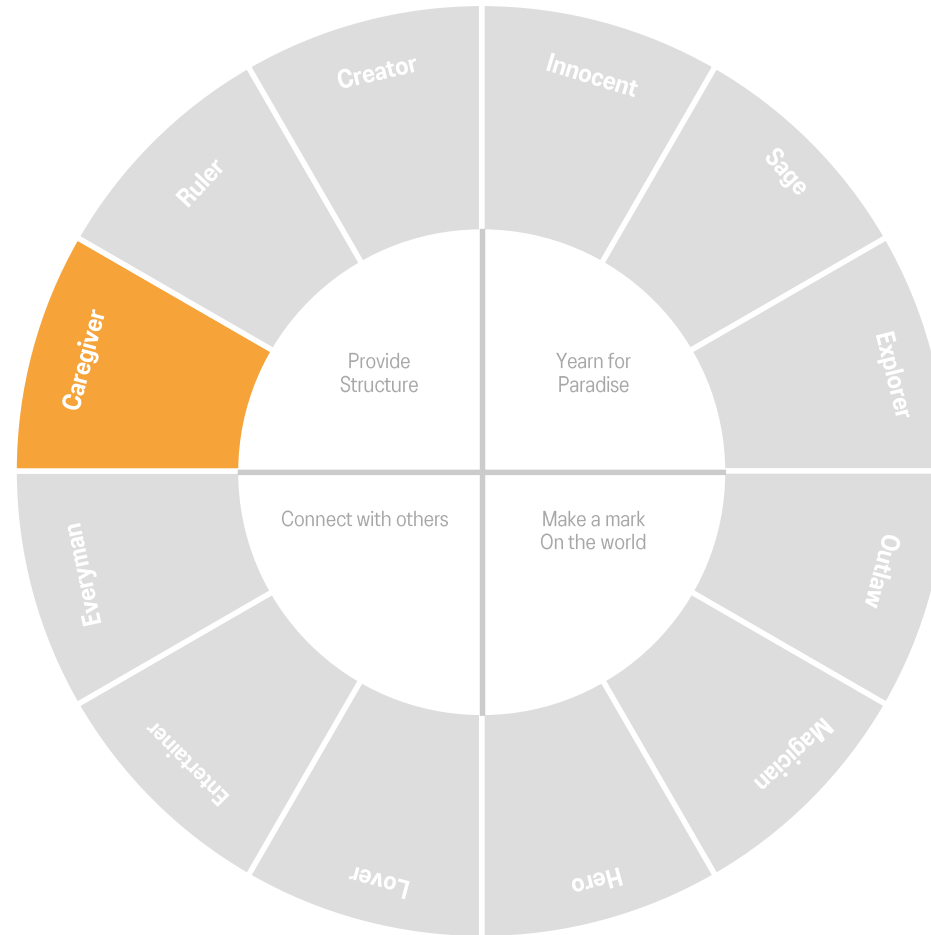 Creator
Innocent
Ruler
Sage
Caregiver
Explorer
Provide
Structure
Yearn for
Paradise
Connect with others
Make a mark
On the world
Everyman
Outlaw
Entertainer
Magician
Lover
Hero